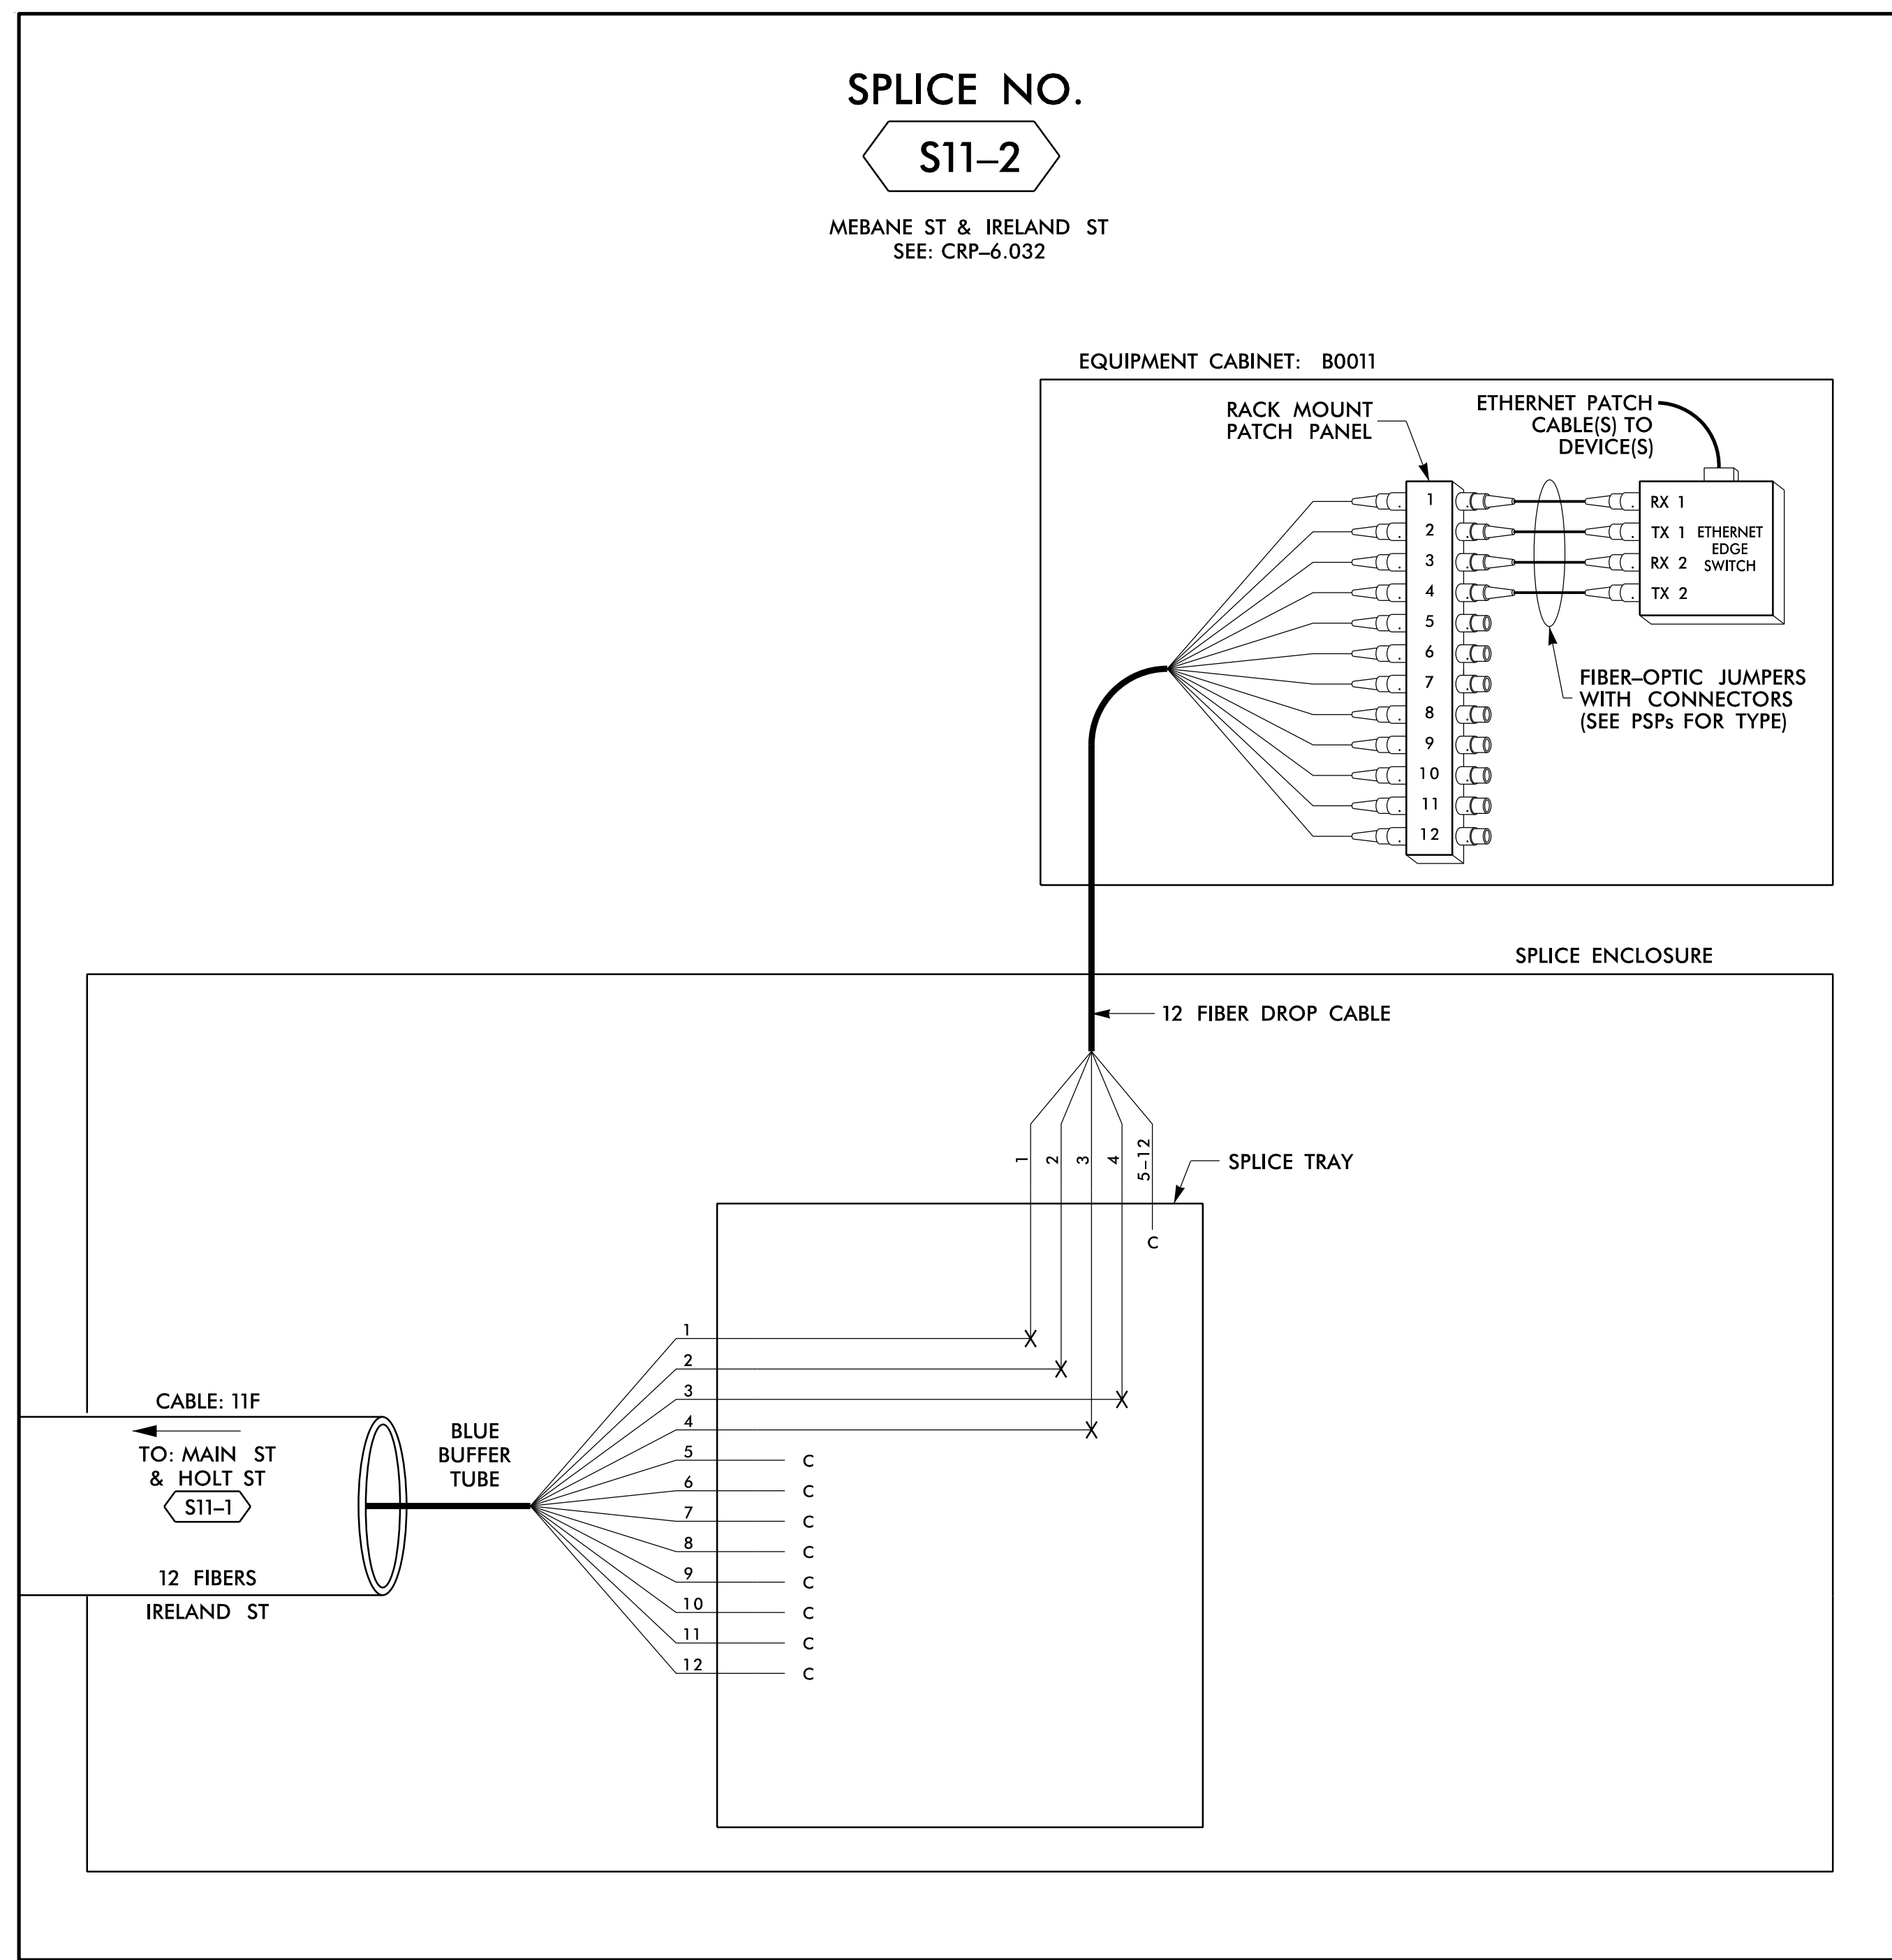 SPLICE NO.
S11–2
MEBANE ST & IRELAND ST
SEE: CRP–6.032
EQUIPMENT CABINET: B0011
RACK MOUNT
PATCH PANEL
ETHERNET PATCH
CABLE(S) TO
DEVICE(S)
1
2
3
4
5
6
7
8
9
10
11
12
RX 1
TX 1
RX 2
TX 2
ETHERNET
EDGE
SWITCH
FIBER–OPTIC JUMPERS
WITH CONNECTORS
(SEE PSPs FOR TYPE)
SPLICE ENCLOSURE
12 FIBER DROP CABLE
1
2
3
4
5–12
SPLICE TRAY
C
X
X
X
X
1
2
3
4
5 C
6 C
7 C
8 C
9 C
10 C
11 C
12 C
CABLE: 11F
TO: MAIN ST
& HOLT ST
S11–1
12 FIBERS
IRELAND ST
BLUE
BUFFER
TUBE